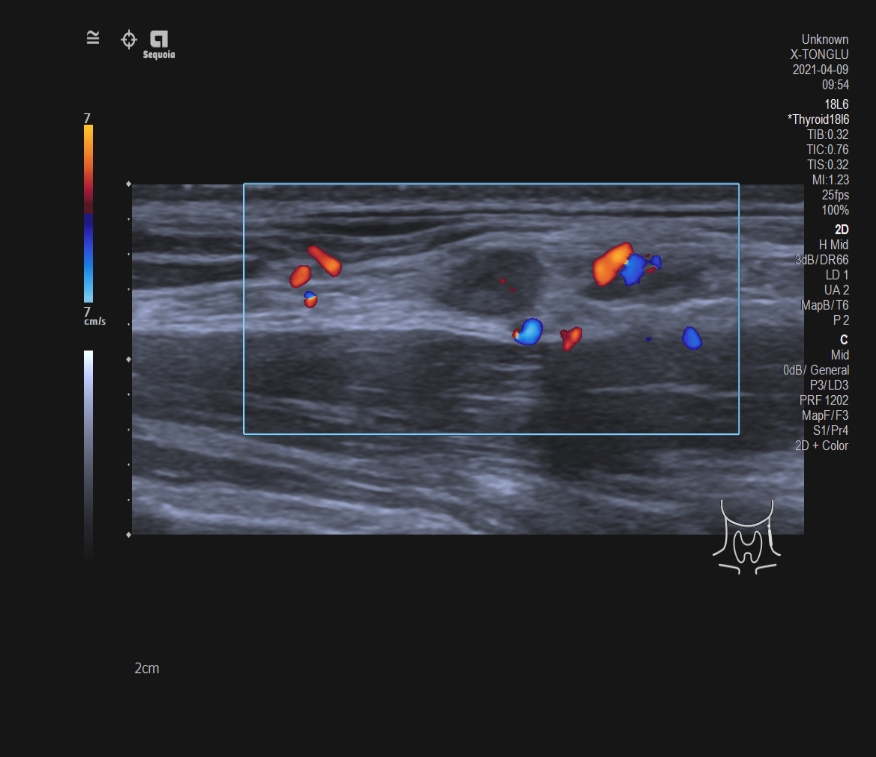 Sequoia
Unknown
X-TONGLU
2021-04-09
09:54
18L6
*Thyroid18l6
TIB:0.32
TIC:0.76
TIS:0.32
MI:1.23
25fps
100%
2D
H Mid
3dB/DR66
LD 1
UA 2
MapB/T6
P 2
C
Mid
0dB/ General
P3/LD3
PRF 1202
MapF/F3
S1/Pr4
2D + Color
7
7
cm/s
2cm